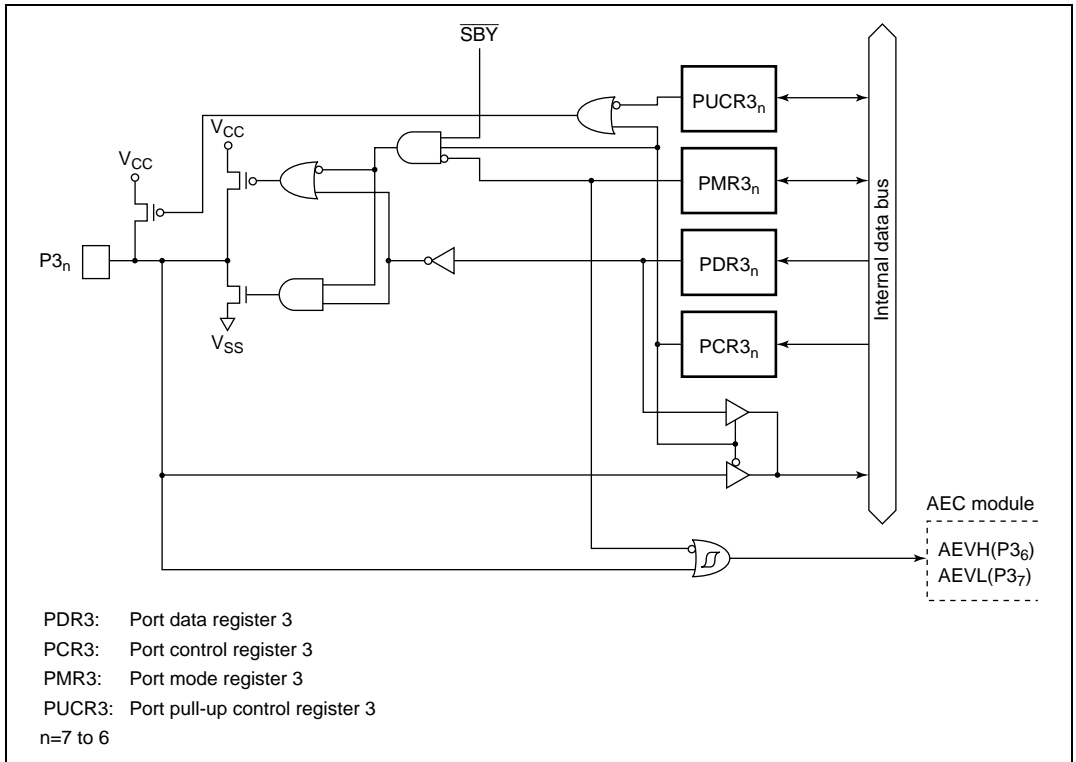 SBY
PUCR3n
VCC
VCC
PMR3n
P3n
PDR3n
Internal data bus
VSS
PCR3n
AEC module
AEVH(P36)
AEVL(P37)
PDR3: Port data register 3
PCR3: Port control register 3
PMR3: Port mode register 3
PUCR3: Port pull-up control register 3
n=7 to 6